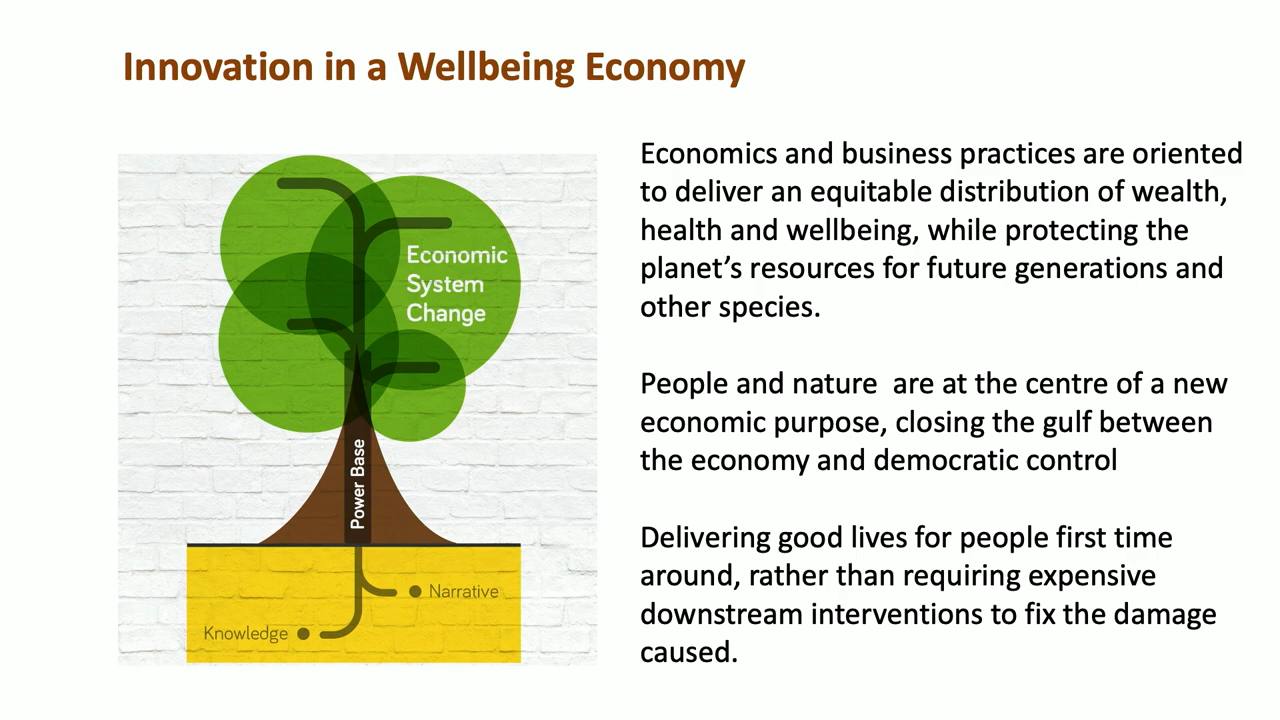 Innovation in a Wellbeing Economy
Economic
System
Change
Power Base
Narrative
Knowledge
Economics and business practices are oriented
to deliver an equitable distribution of wealth,
health and wellbeing, while protecting the
planet’s resources for future generations and
other species.
People and nature  are at the centre of a new
economic purpose, closing the gulf between
the economy and democratic control
Delivering good lives for people first time
around, rather than requiring expensive
downstream interventions to fix the damage
caused.